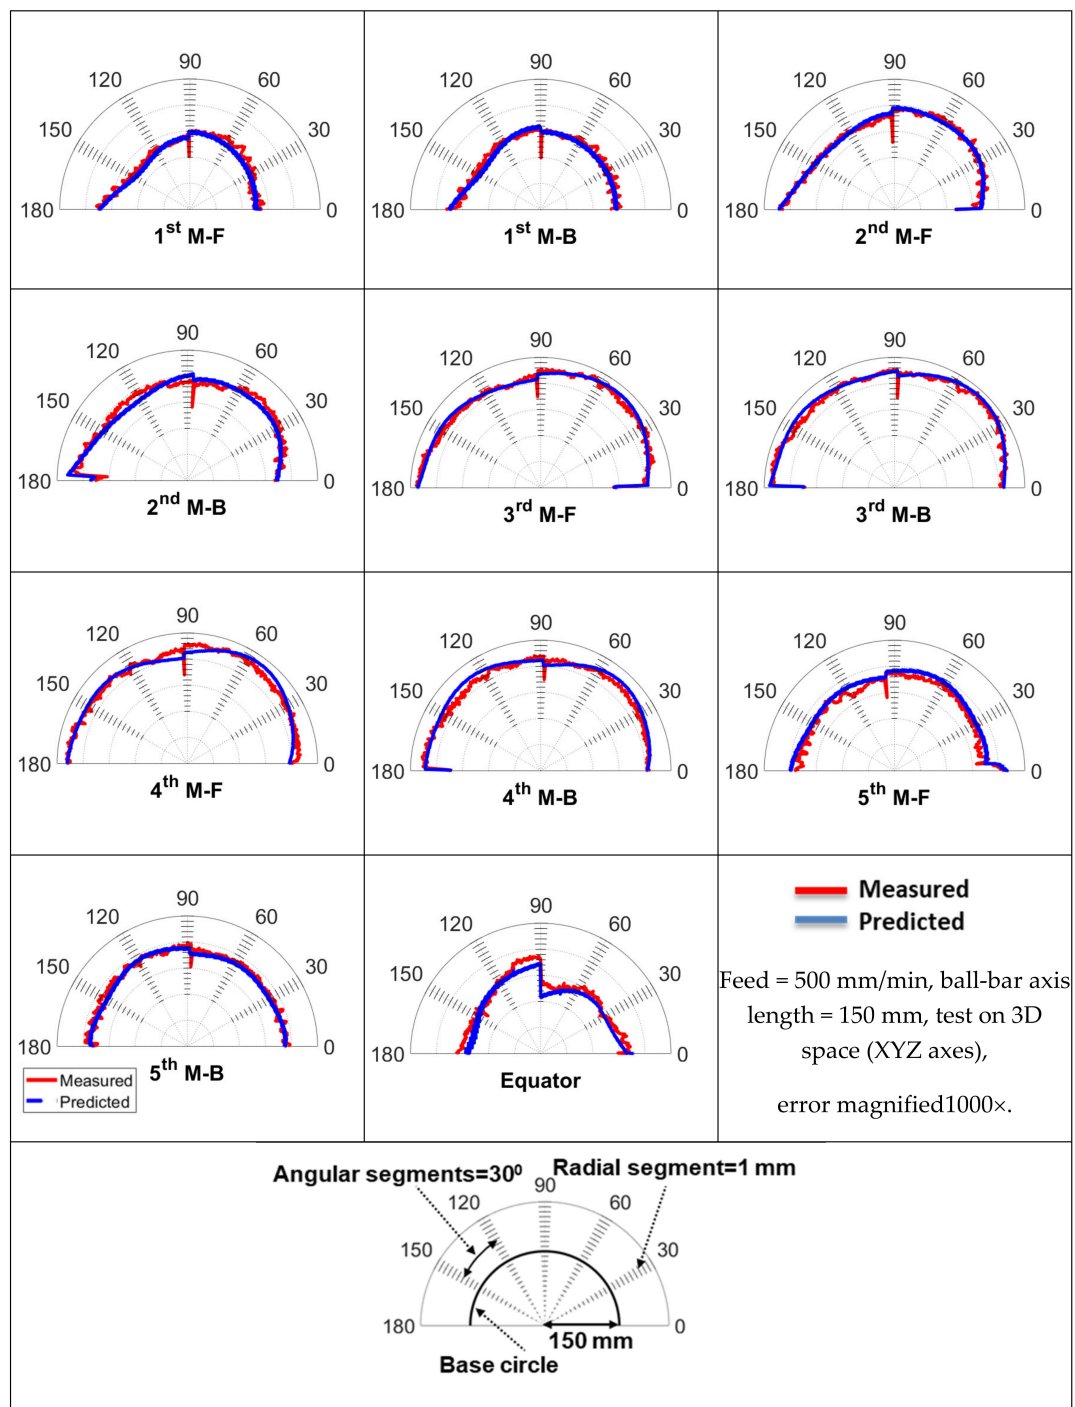 90
120 60
150 30
180 0
1st M-F
90
120 60
150 30
180 0
1st M-B
90
120 60
150 30
180 0
2nd M-F
90
120 60
150 30
180 0
2nd M-B
90
120 60
150 30
180 0
3rd M-F
90
120 60
150 30
180 0
3rd M-B
90
120 60
150 30
180 0
4th M-F
90
120 60
150 30
180 0
4th M-B
90
120 60
150 30
180 0
5th M-F
90
120 60
150 30
180 0
5th M-B
Measured
Predicted
90
120 60
150 30
180 0
Equator
Measured
Predicted
Feed = 500 mm/min, ball-bar axis
length = 150 mm, test on 3D
space (XYZ axes),
error magnified1000×.
Angular segments=30⁰ Radial segment=1 mm
90
120 60
150 30
180 0
150 mm
Base circle